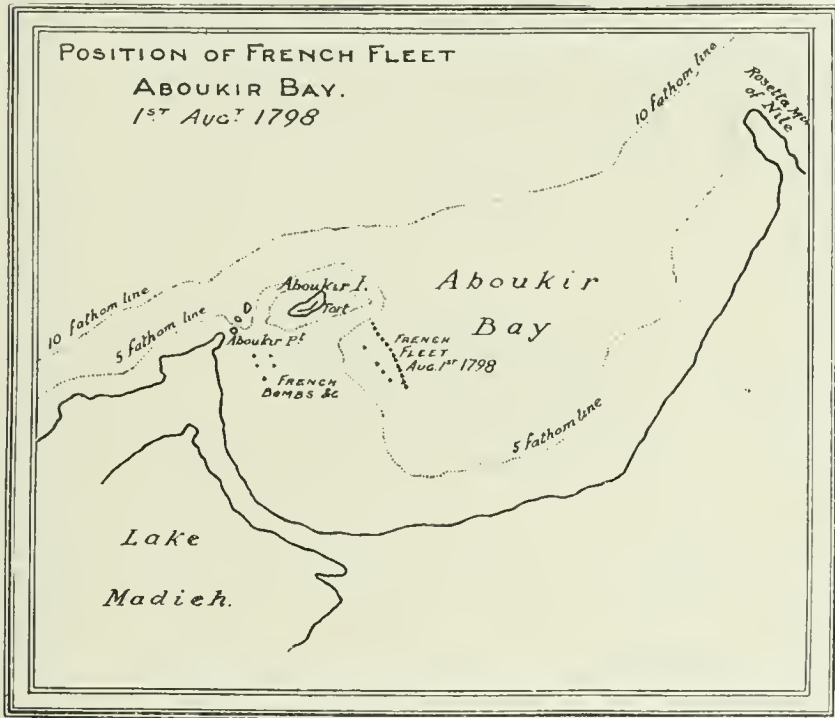 POSITION OF FRENCH FLEET
ABOUKIR BAY.
1ST AUGT 1798
10 fathom line
Rosetta Mth
of Nile
Aboukir I.
Fort
Aboukir
Bay
10 fathom line
5 fathom line
Aboukir Pt
FRENCH
FLEET
AUG. 1ST 1798
FRENCH
BOMBS &C
5 fathom line
Lake
Madieh.